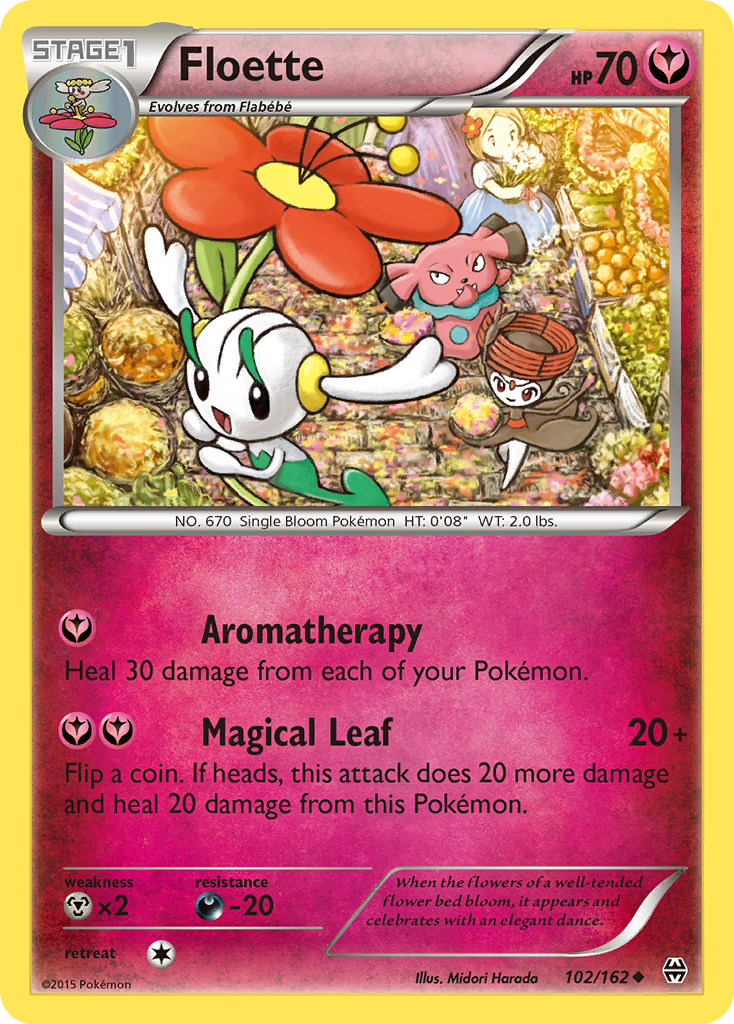 STAGE1
Floette
HP 70
Evolves from Flabébé
NO. 670 Single Bloom Pokémon HT: 0'08" WT: 2.0 lbs.
Aromatherapy
Heal 30 damage from each of your Pokémon.
Magical Leaf 20+
Flip a coin. If heads, this attack does 20 more damage
and heal 20 damage from this Pokémon.
weakness resistance
×2 -20
retreat
When the flowers of a well-tended
flower bed bloom, it appears and
celebrates with an elegant dance.
©2015 Pokémon
Illus. Midori Harada 102/162